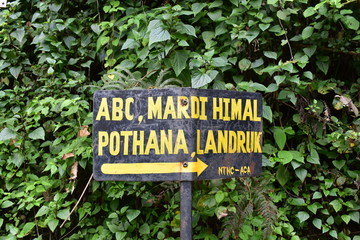 ABC, MARDI HIMAL
POTHANA, LANDRUK
NTNC-ACA